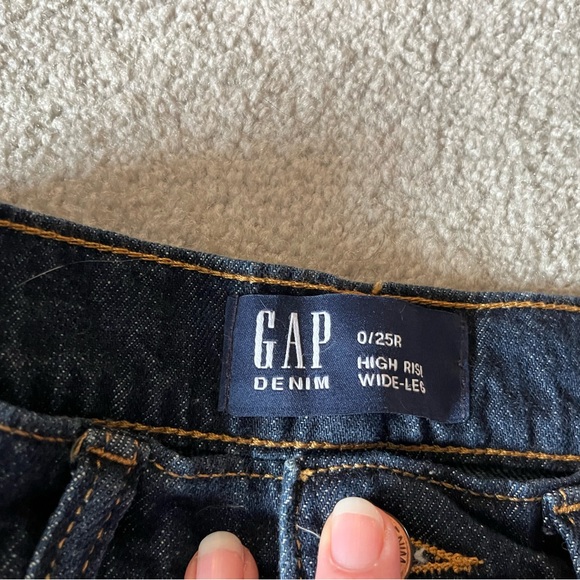 GAP
DENIM
0/25R
HIGH RISE
WIDE-LEG